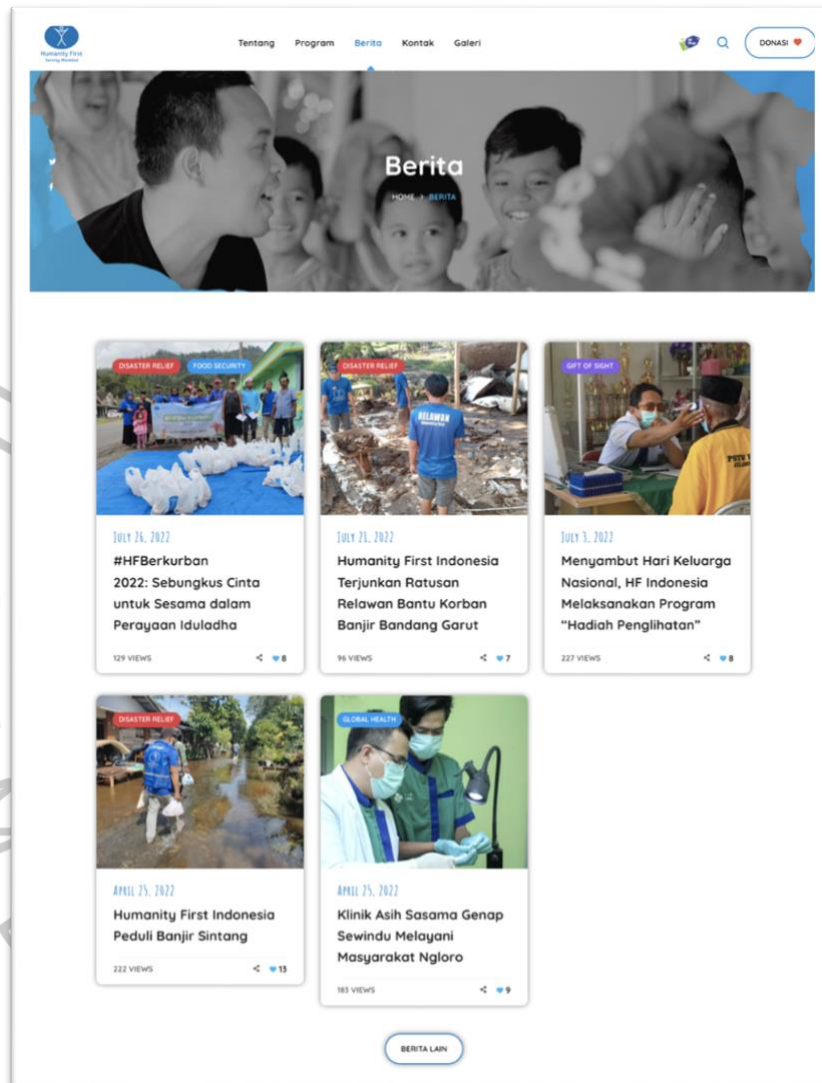 Humanity First
Serving Mankind
Tentang Program Berita Kontak Galeri
DONASI
Berita
HOME > BERITA
DISASTER RELIEF FOOD SECURITY
July 26, 2022
#HFBerkurban
2022: Sebungkus Cinta
untuk Sesama dalam
Perayaan Iduladha
129 VIEWS 8
DISASTER RELIEF
RELAWAN
July 21, 2022
Humanity First Indonesia
Terjunkan Ratusan
Relawan Bantu Korban
Banjir Bandang Garut
96 VIEWS 7
GIFT OF SIGHT
July 3, 2022
Menyambut Hari Keluarga
Nasional, HF Indonesia
Melaksanakan Program
“Hadiah Penglihatan”
227 VIEWS 8
DISASTER RELIEF
April 25, 2022
Humanity First Indonesia
Peduli Banjir Sintang
222 VIEWS 13
GLOBAL HEALTH
April 25, 2022
Klinik Asih Sasama Genap
Sewindu Melayani
Masyarakat Ngloro
183 VIEWS 9
BERITA LAIN